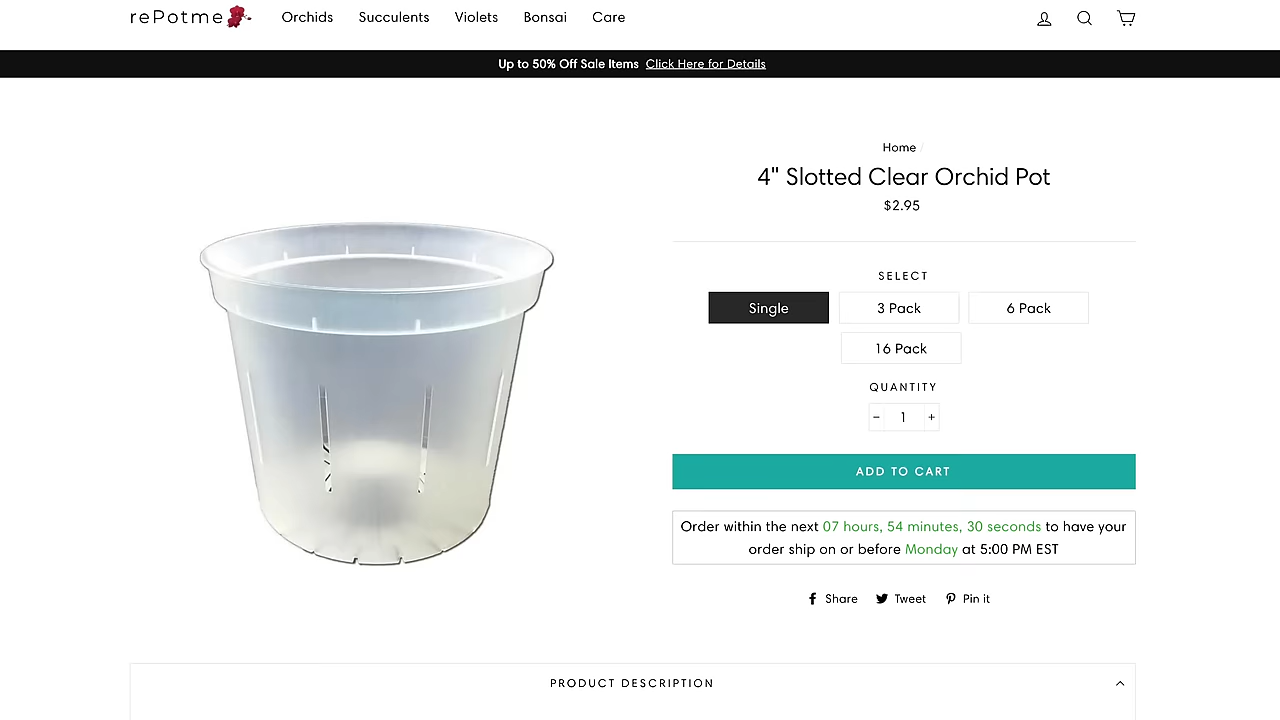 rePotme Orchids Succulents Violets Bonsai Care
Up to 50% Off Sale Items Click Here for Details
Home /
4" Slotted Clear Orchid Pot
$2.95
SELECT
Single 3 Pack 6 Pack
16 Pack
QUANTITY
− 1 +
ADD TO CART
Order within the next 07 hours, 54 minutes, 30 seconds to have your
order ship on or before Monday at 5:00 PM EST
Share Tweet Pin it
PRODUCT DESCRIPTION